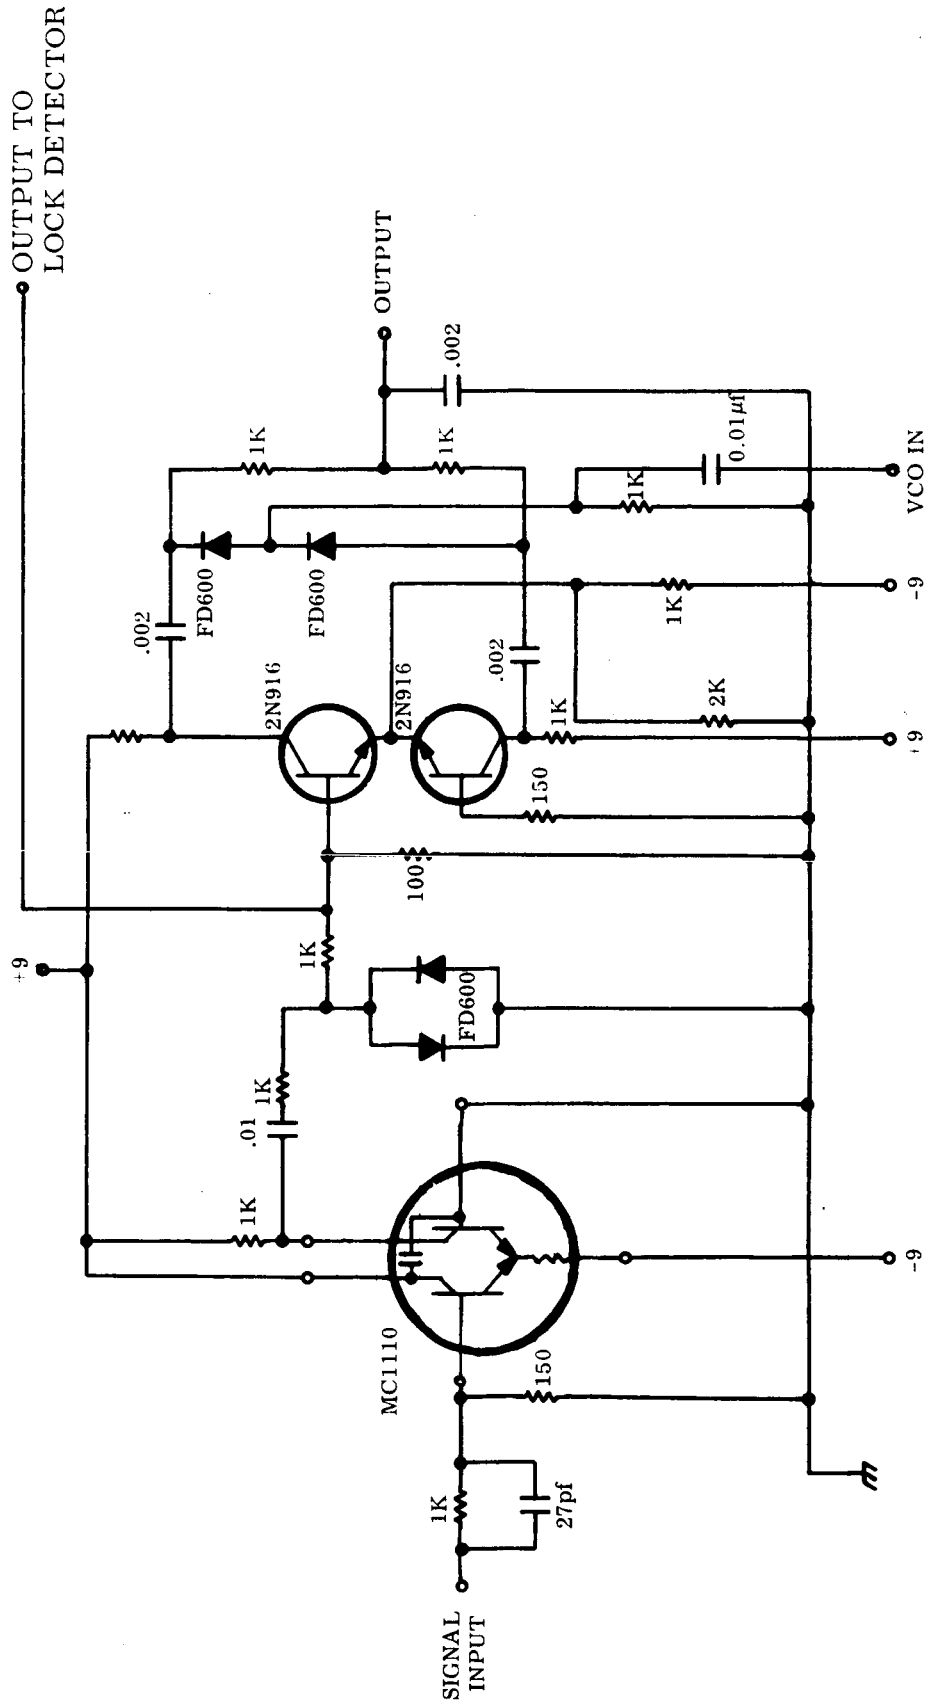 OUTPUT TO
LOCK DETECTOR
+9
1K
.01
1K
1K
.002
FD600
FD600
1K
OUTPUT
1K
.002
2N916
2N916
.002
MC1110
FD600
100
150
1K
2K
1K
1K
0.01μf
SIGNAL
INPUT
1K
27pf
150
-9
+9
-9
VCO IN